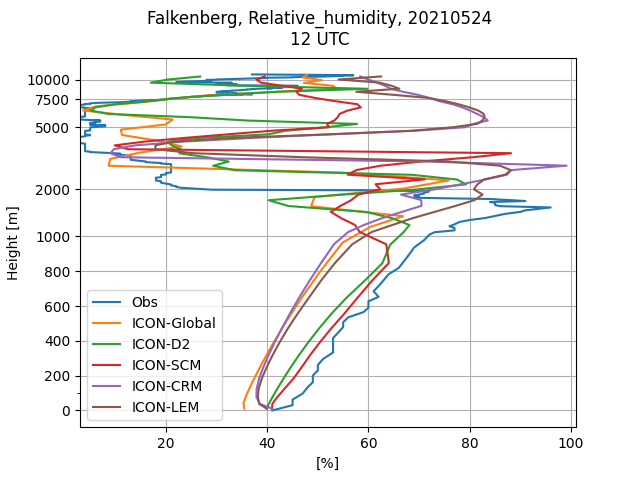 Falkenberg, Relative_humidity, 20210524
12 UTC
Height [m]
10000
7500
5000
2000
1000
800
600
400
200
0
Obs
ICON-Global
ICON-D2
ICON-SCM
ICON-CRM
ICON-LEM
20 40 60 80 100
[%]